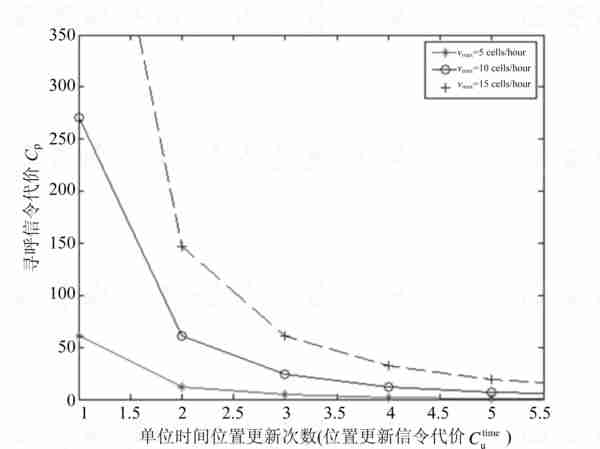 350
300
250
200
150
100
50
0
寻呼信令代价 Cp
vmax=5 cells/hour
vmax=10 cells/hour
vmax=15 cells/hour
1 1.5 2 2.5 3 3.5 4 4.5 5 5.5
单位时间位置更新次数(位置更新信令代价 Cu^time )